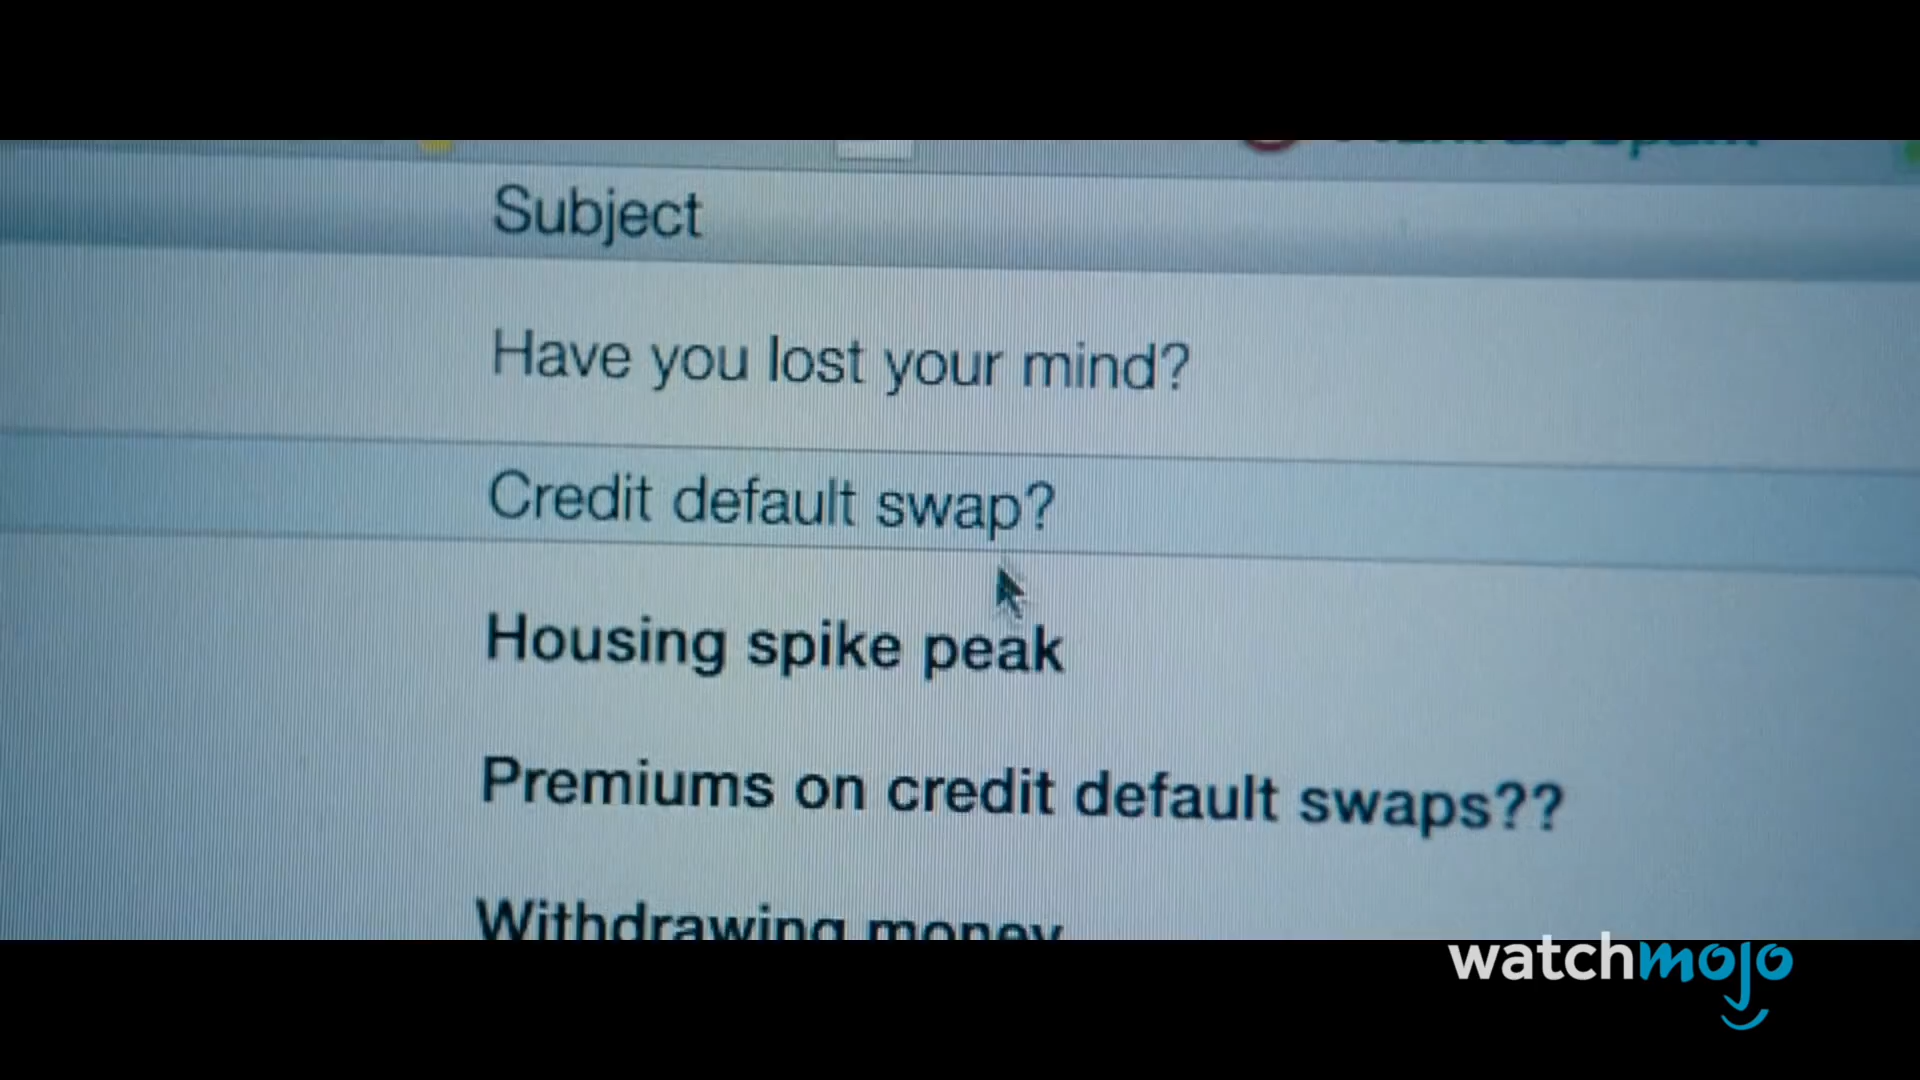 Subject
Have you lost your mind?
Credit default swap?
Housing spike peak
Premiums on credit default swaps??
Withdrawing money
watchmojo